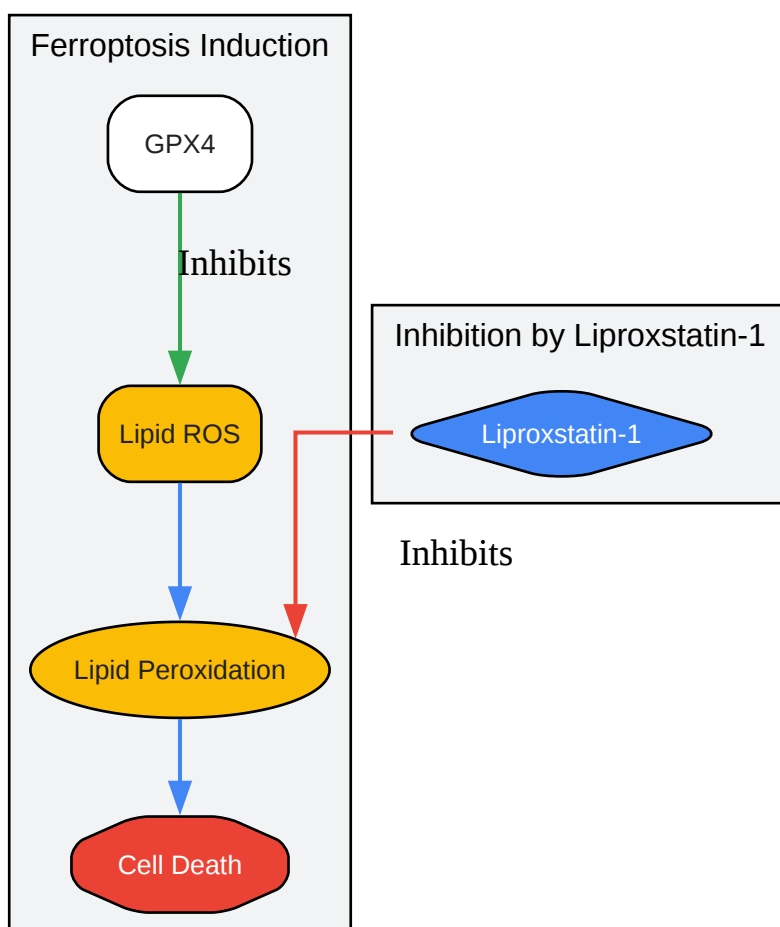 Ferroptosis Induction
GPX4
Inhibits
Lipid ROS
Lipid Peroxidation
Cell Death
Inhibition by Liproxstatin-1
Liproxstatin-1
Inhibits